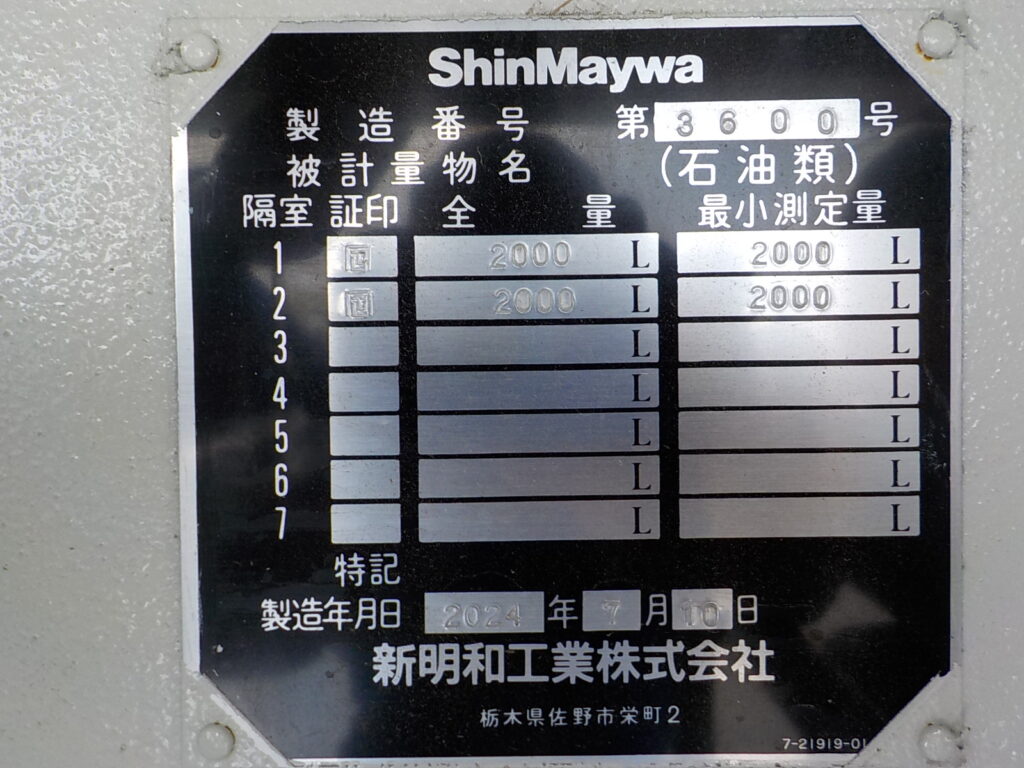 ShinMaywa
製造番号 第3600号
被計量物名 (石油類)
隔室 証印 全量 最小測定量
1 2000 L 2000 L
2 2000 L 2000 L
3 L L
4 L L
5 L L
6 L L
7 L L
特記
製造年月日 2024年7月10日
新明和工業株式会社
栃木県佐野市栄町2
7-21919-01